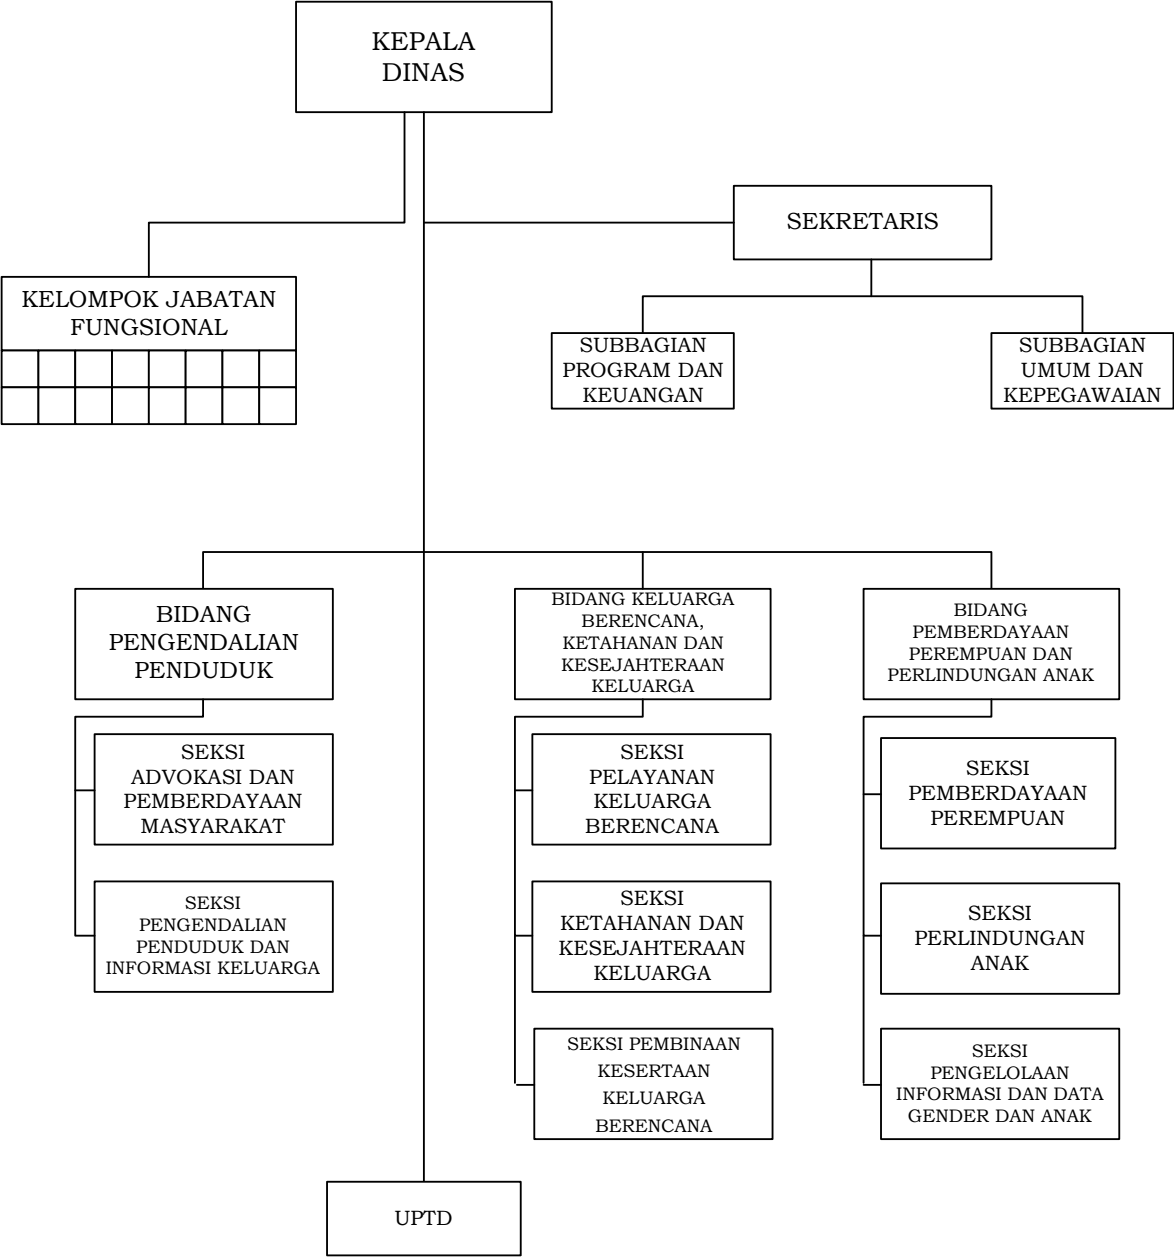 KEPALA
DINAS
SEKRETARIS
KELOMPOK JABATAN
FUNGSIONAL
SUBBAGIAN
PROGRAM DAN
KEUANGAN
SUBBAGIAN
UMUM DAN
KEPEGAWAIAN
BIDANG
PENGENDALIAN
PENDUDUK
BIDANG KELUARGA
BERENCANA,
KETAHANAN DAN
KESEJAHTERAAN
KELUARGA
BIDANG
PEMBERDAYAAN
PEREMPUAN DAN
PERLINDUNGAN ANAK
SEKSI
ADVOKASI DAN
PEMBERDAYAAN
MASYARAKAT
SEKSI
PELAYANAN
KELUARGA
BERENCANA
SEKSI
PEMBERDAYAAN
PEREMPUAN
SEKSI
PENGENDALIAN
PENDUDUK DAN
INFORMASI KELUARGA
SEKSI
KETAHANAN DAN
KESEJAHTERAAN
KELUARGA
SEKSI
PERLINDUNGAN
ANAK
SEKSI PEMBINAAN
KESERTAAN
KELUARGA
BERENCANA
SEKSI
PENGELOLAAN
INFORMASI DAN DATA
GENDER DAN ANAK
UPTD